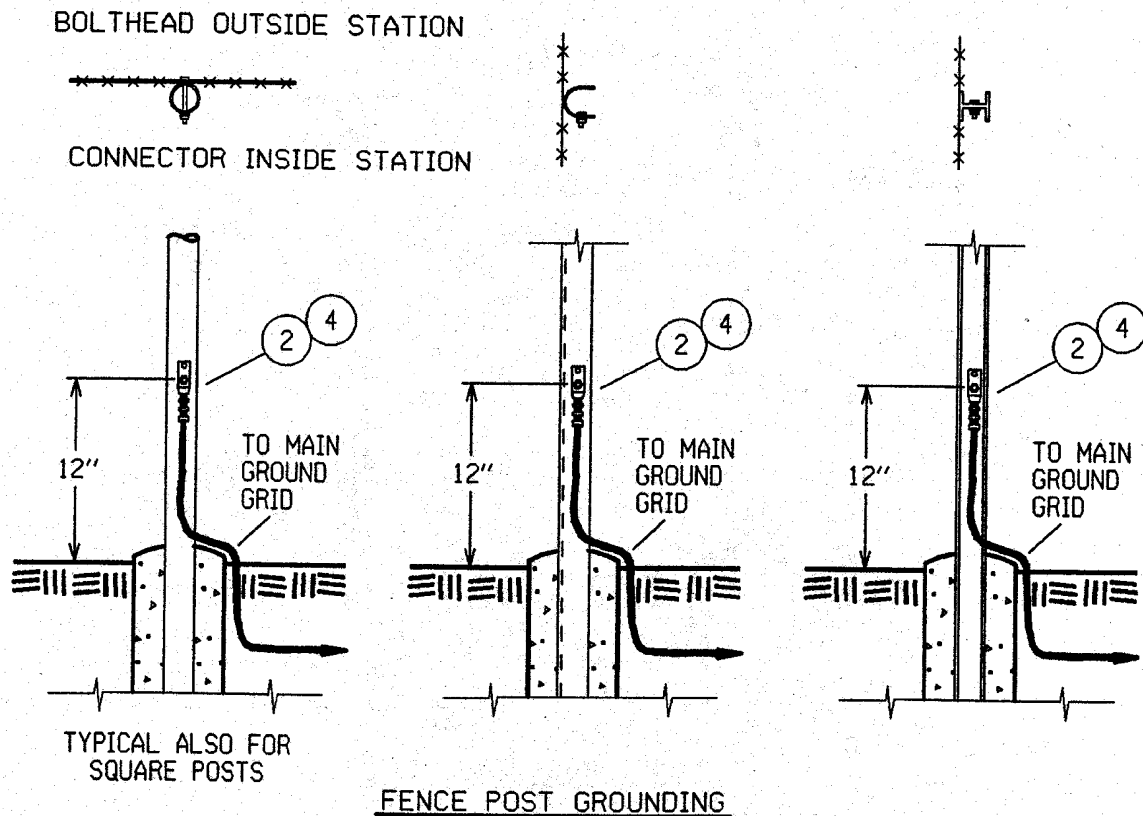 BOLTHEAD OUTSIDE STATION
CONNECTOR INSIDE STATION
2 4
12"
TO MAIN
GROUND
GRID
TYPICAL ALSO FOR
SQUARE POSTS
2 4
12"
TO MAIN
GROUND
GRID
2 4
12"
TO MAIN
GROUND
GRID
FENCE POST GROUNDING